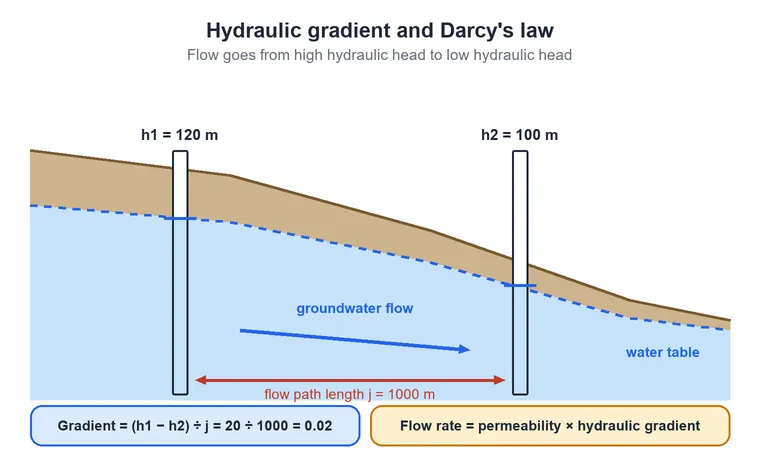 Hydraulic gradient and Darcy's law
Flow goes from high hydraulic head to low hydraulic head
h1 = 120 m
h2 = 100 m
groundwater flow
water table
flow path length j = 1000 m
Gradient = (h1 − h2) ÷ j = 20 ÷ 1000 = 0.02
Flow rate = permeability × hydraulic gradient